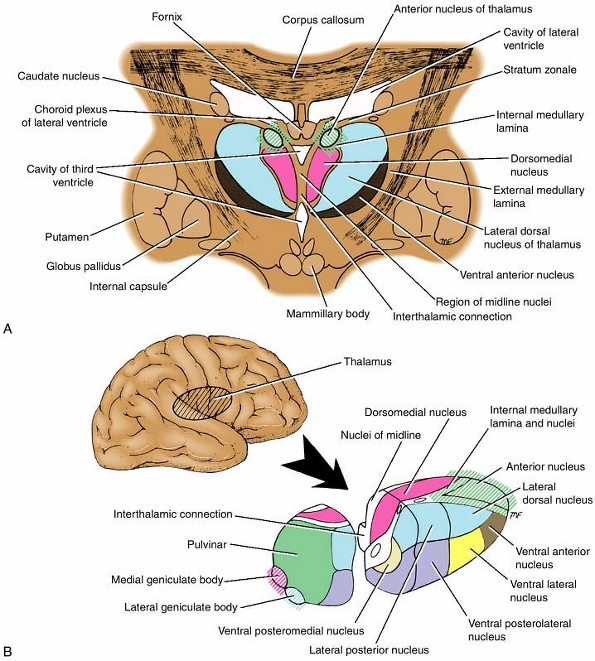 Fornix
Corpus callosum
Anterior nucleus of thalamus
Cavity of lateral
ventricle
Caudate nucleus
Stratum zonale
Choroid plexus
of lateral ventricle
Internal medullary
lamina
Cavity of third
ventricle
Dorsomedial
nucleus
External medullary
lamina
Putamen
Lateral dorsal
nucleus of thalamus
Globus pallidus
Internal capsule
Ventral anterior nucleus
Mammillary body
Region of midline nuclei
Interthalamic connection
A
Thalamus
Dorsomedial nucleus
Internal medullary
lamina and nuclei
Nuclei of midline
Anterior nucleus
Lateral
dorsal nucleus
Interthalamic connection
Pulvinar
Ventral anterior
nucleus
Medial geniculate body
Ventral lateral
nucleus
Lateral geniculate body
Ventral posteromedial nucleus
Ventral posterolateral
nucleus
Lateral posterior nucleus
B